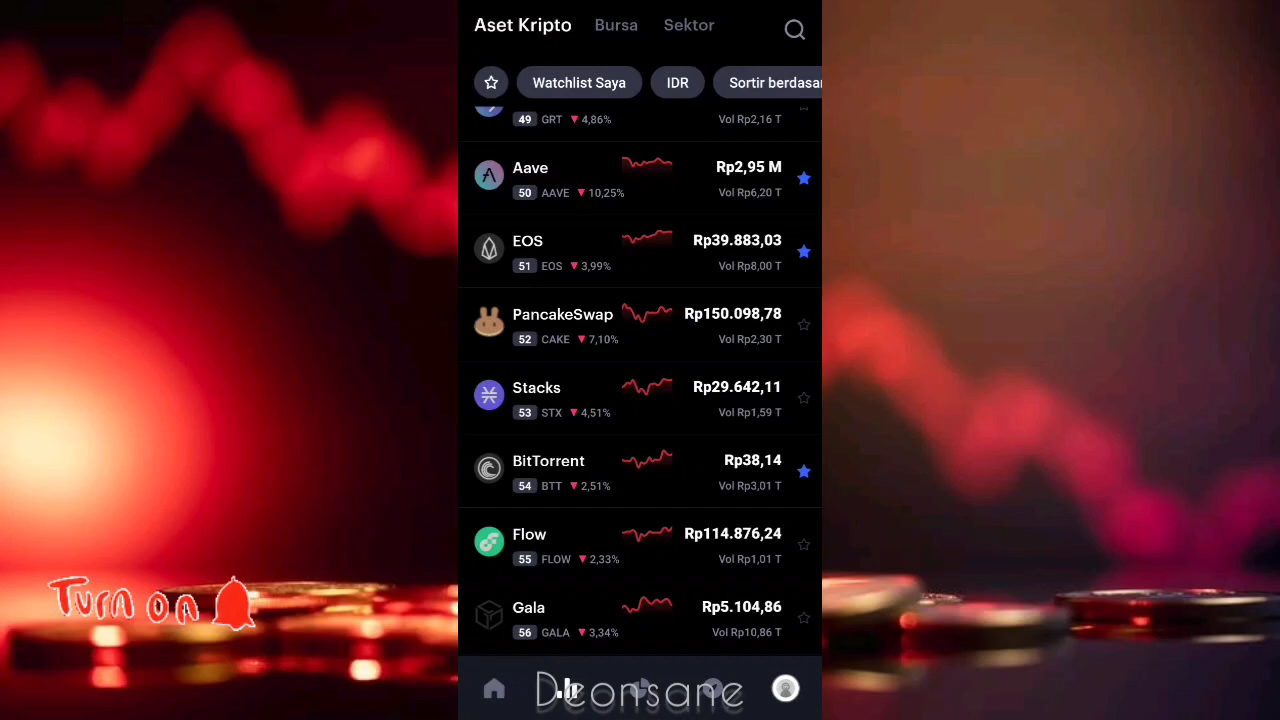 Aset Kripto Bursa Sektor
Watchlist Saya IDR Sortir berdasar
49 GRT ▼ 4,86% Vol Rp2,16 T
Aave Rp2,95 M
50 AAVE ▼ 10,25% Vol Rp6,20 T
EOS Rp39.883,03
51 EOS ▼ 3,99% Vol Rp8,00 T
PancakeSwap Rp150.098,78
52 CAKE ▼ 7,10% Vol Rp2,30 T
Stacks Rp29.642,11
53 STX ▼ 4,51% Vol Rp1,59 T
BitTorrent Rp38,14
54 BTT ▼ 2,51% Vol Rp3,01 T
Flow Rp114.876,24
55 FLOW ▼ 2,33% Vol Rp1,01 T
Gala Rp5.104,86
56 GALA ▼ 3,34% Vol Rp10,86 T
Turn on
Deonsane